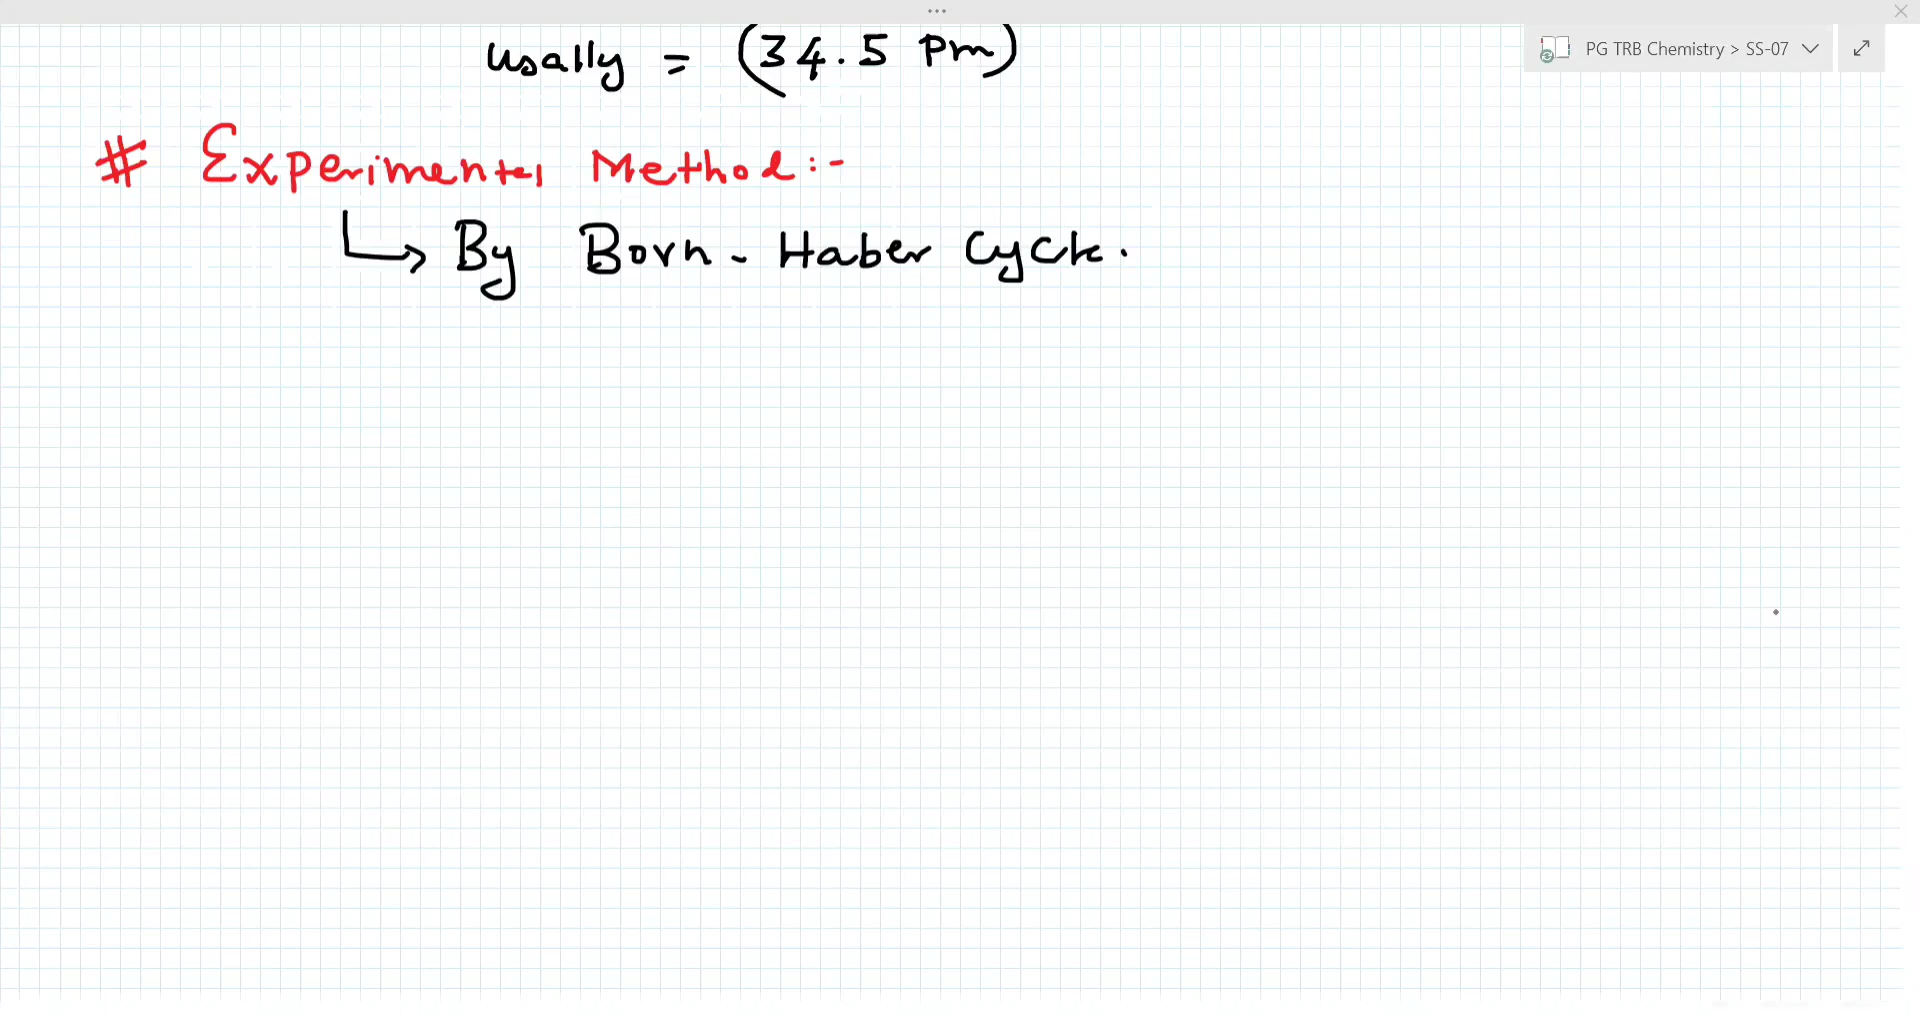 usally = (34.5 Pm)
PG TRB Chemistry > SS-07
# Experimental Method:-
By Born - Haber Cycle.